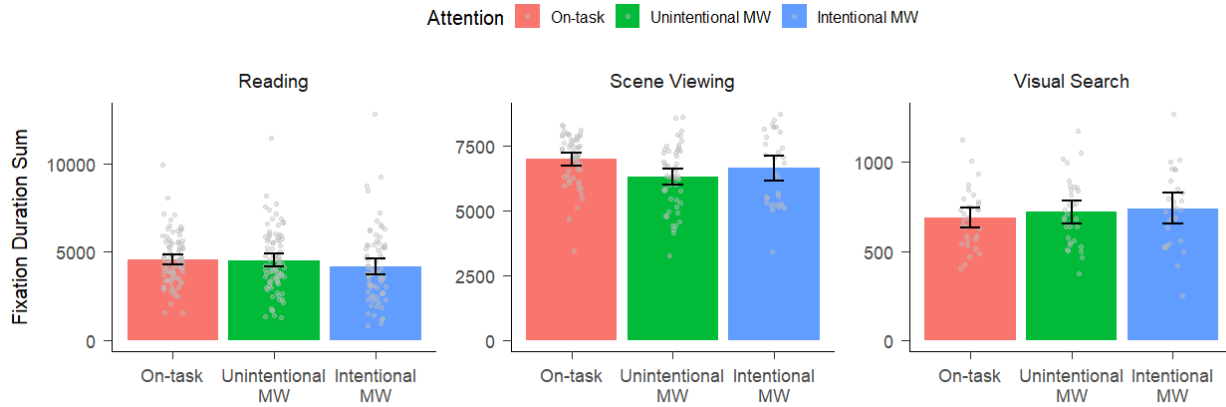 Attention On-task Unintentional MW Intentional MW
Reading Scene Viewing Visual Search
Fixation Duration Sum
10000
5000
0
7500
5000
2500
0
1000
500
0
On-task Unintentional MW Intentional MW
On-task Unintentional MW Intentional MW
On-task Unintentional MW Intentional MW